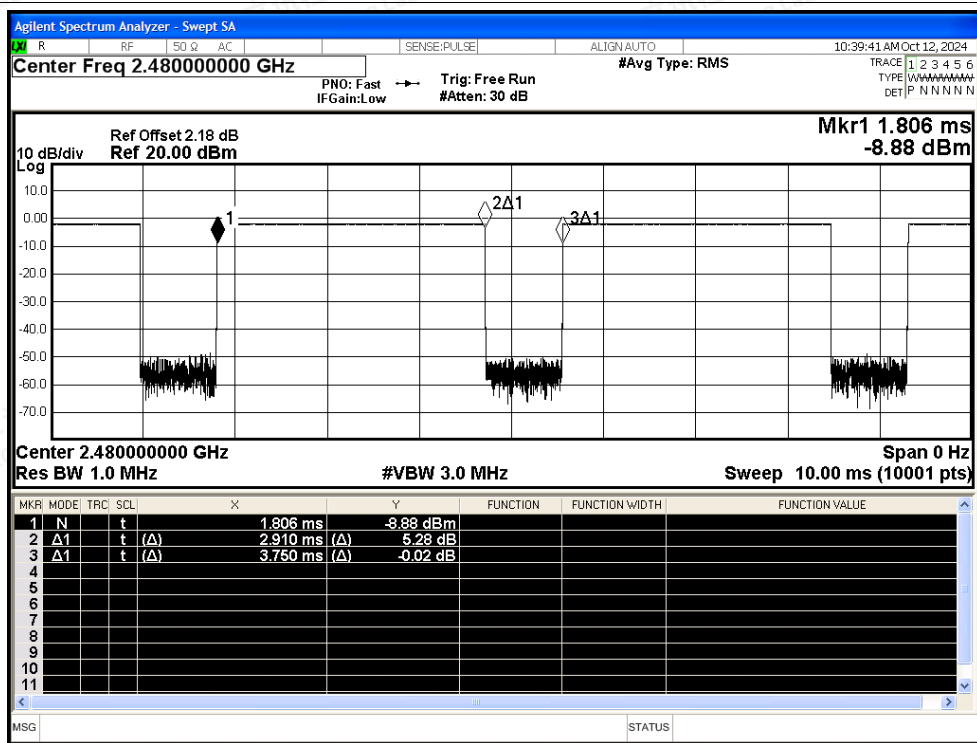 Agilent Spectrum Analyzer - Swept SA
LXI R RF 50 Ω AC SENSE:PULSE ALIGN AUTO 10:39:41 AM Oct 12, 2024
Center Freq 2.480000000 GHz #Avg Type: RMS TRACE 1 2 3 4 5 6
PNO: Fast Trig: Free Run TYPE WWWWWW
IFGain:Low #Atten: 30 dB DET P N N N N N
Mkr1 1.806 ms
Ref Offset 2.18 dB
10 dB/div Ref 20.00 dBm -8.88 dBm
Log
10.0
2Δ1
0.00 1 3Δ1
-10.0
-20.0
-30.0
-40.0
-50.0
-60.0
-70.0
Center 2.480000000 GHz Span 0 Hz
Res BW 1.0 MHz #VBW 3.0 MHz Sweep 10.00 ms (10001 pts)
MKR MODE TRC SCL X Y FUNCTION FUNCTION WIDTH FUNCTION VALUE
1 N t 1.806 ms -8.88 dBm
2 Δ1 t (Δ) 2.910 ms (Δ) 5.28 dB
3 Δ1 t (Δ) 3.750 ms (Δ) -0.02 dB
4
5
6
7
8
9
10
11
MSG STATUS